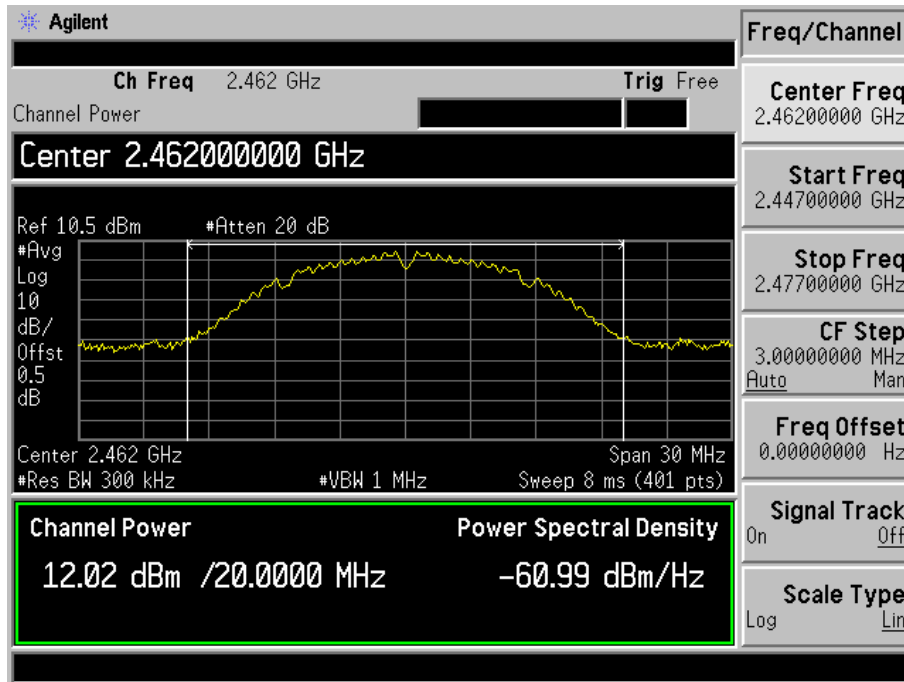 Agilent
Ch Freq 2.462 GHz Trig Free
Channel Power
Center 2.462000000 GHz
Ref 10.5 dBm #Atten 20 dB
#Avg
Log
10
dB/
Offst
0.5
dB
Center 2.462 GHz Span 30 MHz
#Res BW 300 kHz #VBW 1 MHz Sweep 8 ms (401 pts)
Channel Power Power Spectral Density
12.02 dBm /20.0000 MHz -60.99 dBm/Hz
Freq/Channel
Center Freq
2.46200000 GHz
Start Freq
2.44700000 GHz
Stop Freq
2.47700000 GHz
CF Step
3.00000000 MHz
Auto Man
Freq Offset
0.00000000 Hz
Signal Track
On Off
Scale Type
Log Lin